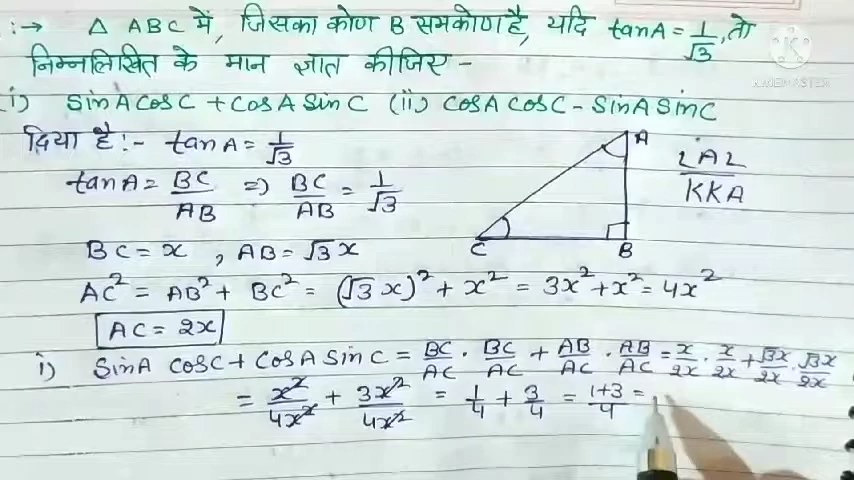 :→ △ ABC में, जिसका कोण B समकोण है, यदि tanA = 1/√3, तो
निम्नलिखित के मान ज्ञात कीजिए -
i) SinA CosC + CosA SinC (ii) CosA CosC - SinA SinC
दिया है:- tanA = 1/√3
tanA = BC/AB => BC/AB = 1/√3
BC = x , AB = √3x
AC² = AB² + BC² = (√3x)² + x² = 3x² + x² = 4x²
AC = 2x
i) SinA CosC + CosA SinC = BC/AC . BC/AC + AB/AC . AB/AC = x/2x . x/2x + √3x/2x . √3x/2x
= x²/4x² + 3x²/4x² = 1/4 + 3/4 = 1+3/4 =
A
C
B
LAL
KKA
KINEMASTER